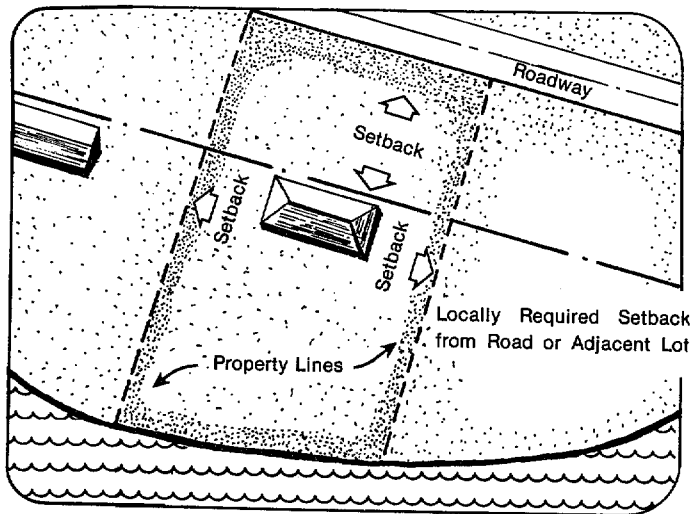 Roadway
Setback
Setback
Setback
Locally Required Setback
from Road or Adjacent Lot
Property Lines